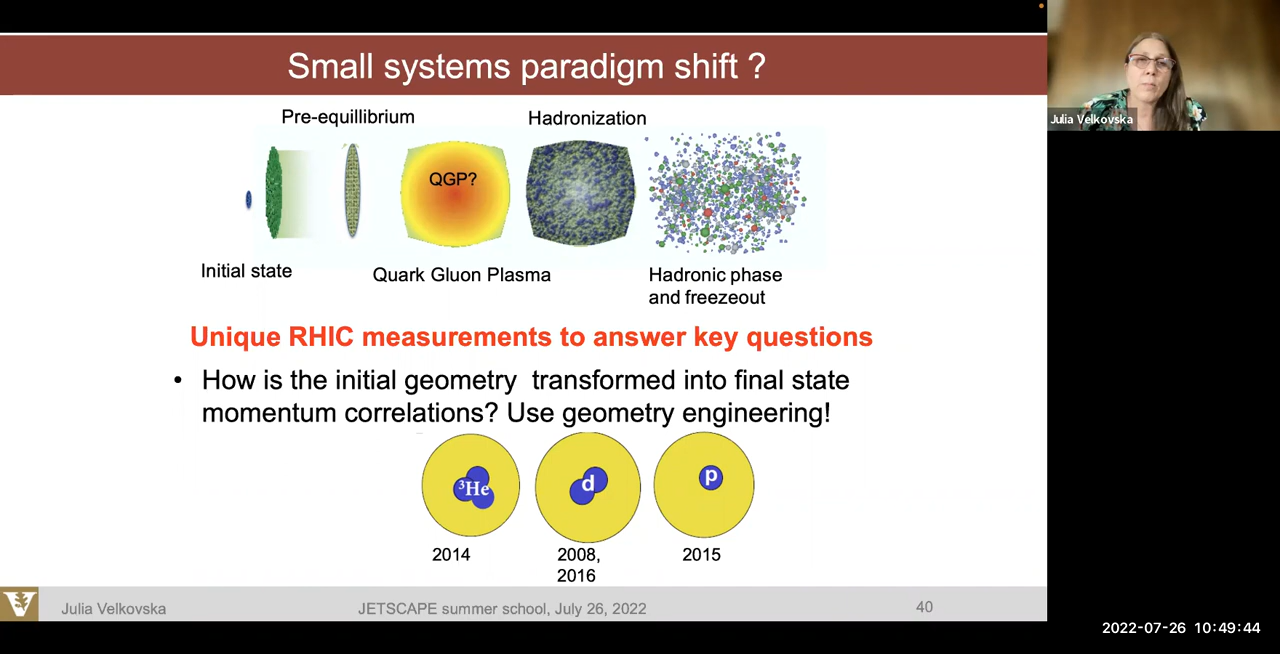 Small systems paradigm shift ?
Pre-equillibrium
Hadronization
QGP?
Initial state
Quark Gluon Plasma
Hadronic phase
and freezeout
Unique RHIC measurements to answer key questions
• How is the initial geometry transformed into final state
momentum correlations? Use geometry engineering!
³He
d
p
2014
2008,
2016
2015
Julia Velkovska
JETSCAPE summer school, July 26, 2022
40
Julia Velkovska
2022-07-26 10:49:44